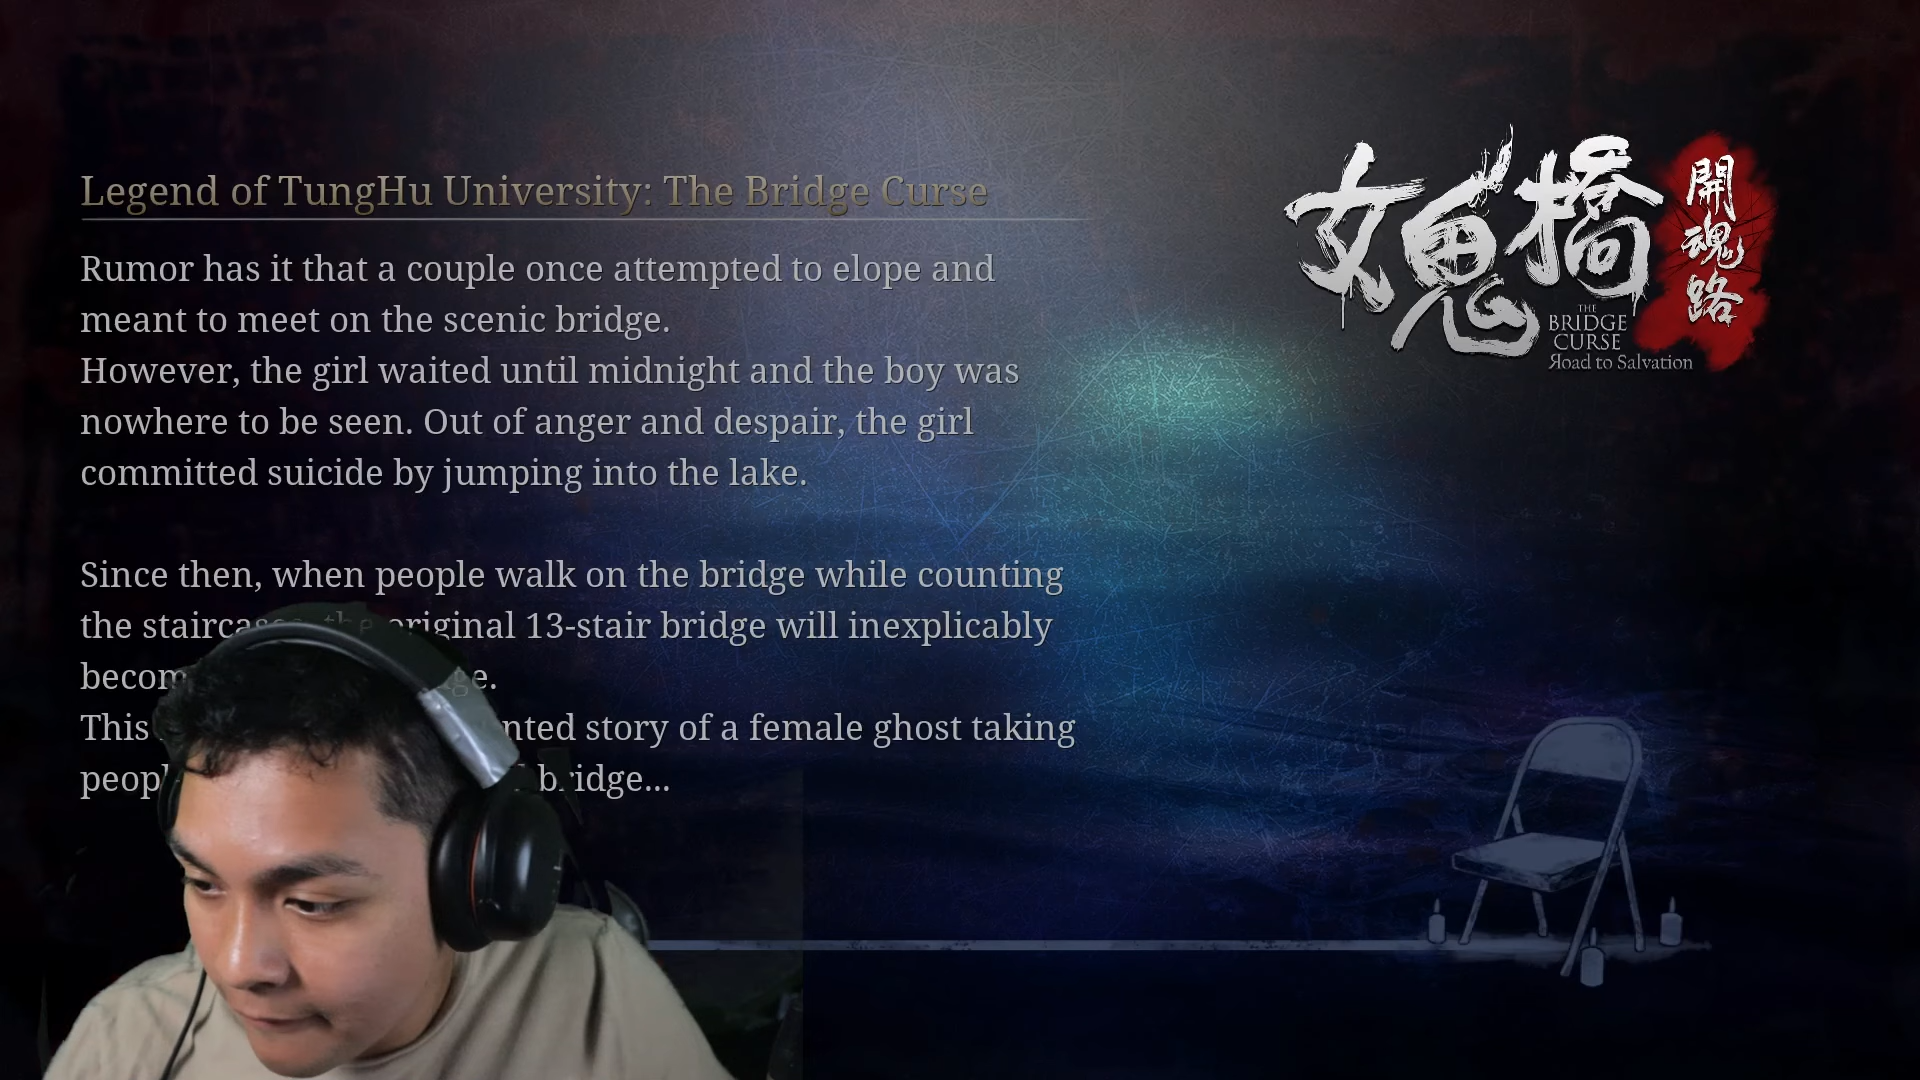 Legend of TungHu University: The Bridge Curse
Rumor has it that a couple once attempted to elope and
meant to meet on the scenic bridge.
However, the girl waited until midnight and the boy was
nowhere to be seen. Out of anger and despair, the girl
committed suicide by jumping into the lake.
Since then, when people walk on the bridge while counting
the staircases, the original 13-stair bridge will inexplicably
This
nted story of a female ghost taking
bridge...
女鬼橋
開魂路
THE
BRIDGE
CURSE
Road to Salvation